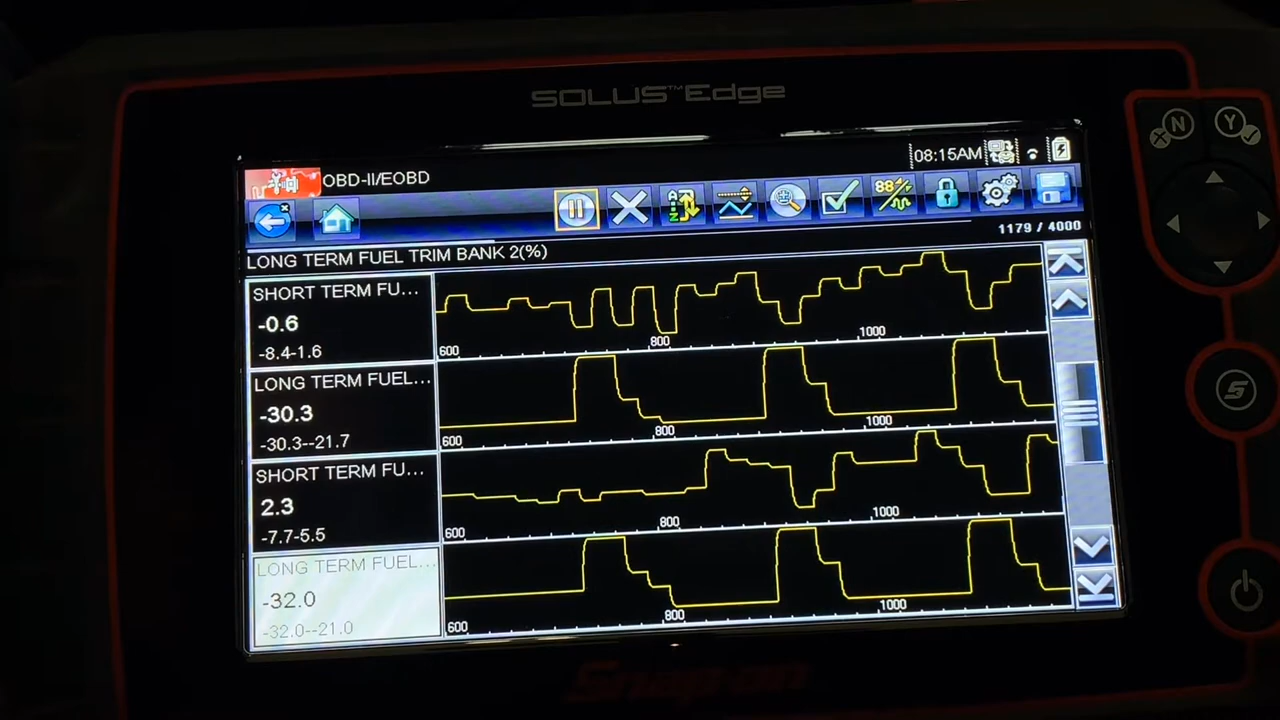 SOLUS™Edge
N Y
08:15AM
OBD-II/EOBD
1179 / 4000
LONG TERM FUEL TRIM BANK 2(%)
SHORT TERM FU...
-0.6
-8.4-1.6
600 800 1000
LONG TERM FUEL...
-30.3
-30.3--21.7
600 800 1000
SHORT TERM FU...
2.3
-7.7-5.5
600 800 1000
LONG TERM FUEL...
-32.0
-32.0--21.0
600 800 1000
Snap-on